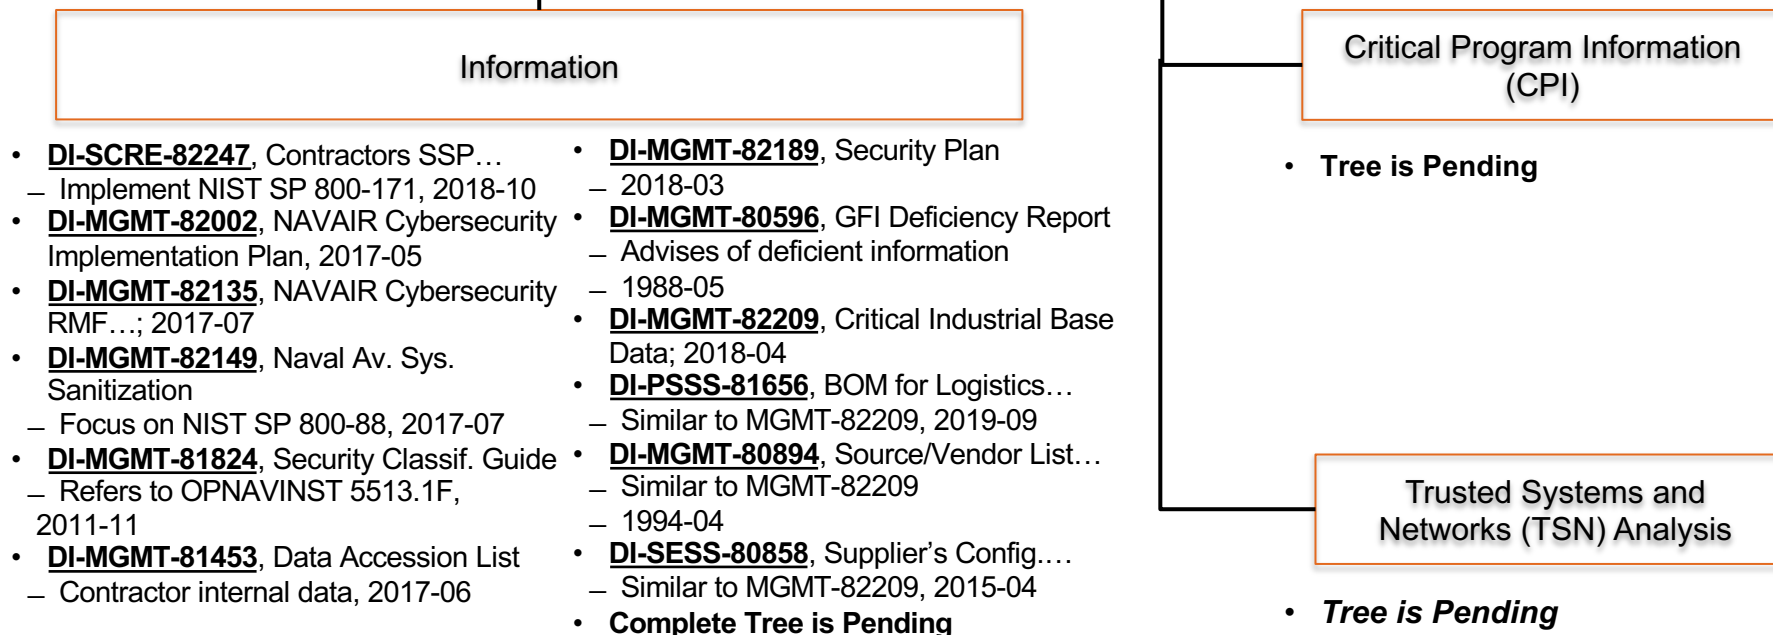 Information
• DI-SCRE-82247, Contractors SSP…
– Implement NIST SP 800-171, 2018-10
• DI-MGMT-82002, NAVAIR Cybersecurity
Implementation Plan, 2017-05
• DI-MGMT-82135, NAVAIR Cybersecurity
RMF…; 2017-07
• DI-MGMT-82149, Naval Av. Sys.
Sanitization
– Focus on NIST SP 800-88, 2017-07
• DI-MGMT-81824, Security Classif. Guide
– Refers to OPNAVINST 5513.1F,
2011-11
• DI-MGMT-81453, Data Accession List
– Contractor internal data, 2017-06
• DI-MGMT-82189, Security Plan
– 2018-03
• DI-MGMT-80596, GFI Deficiency Report
– Advises of deficient information
– 1988-05
• DI-MGMT-82209, Critical Industrial Base
Data; 2018-04
• DI-PSSS-81656, BOM for Logistics…
– Similar to MGMT-82209, 2019-09
• DI-MGMT-80894, Source/Vendor List…
– Similar to MGMT-82209
– 1994-04
• DI-SESS-80858, Supplier’s Config.…
– Similar to MGMT-82209, 2015-04
• Complete Tree is Pending
Critical Program Information
(CPI)
• Tree is Pending
Trusted Systems and
Networks (TSN) Analysis
• Tree is Pending